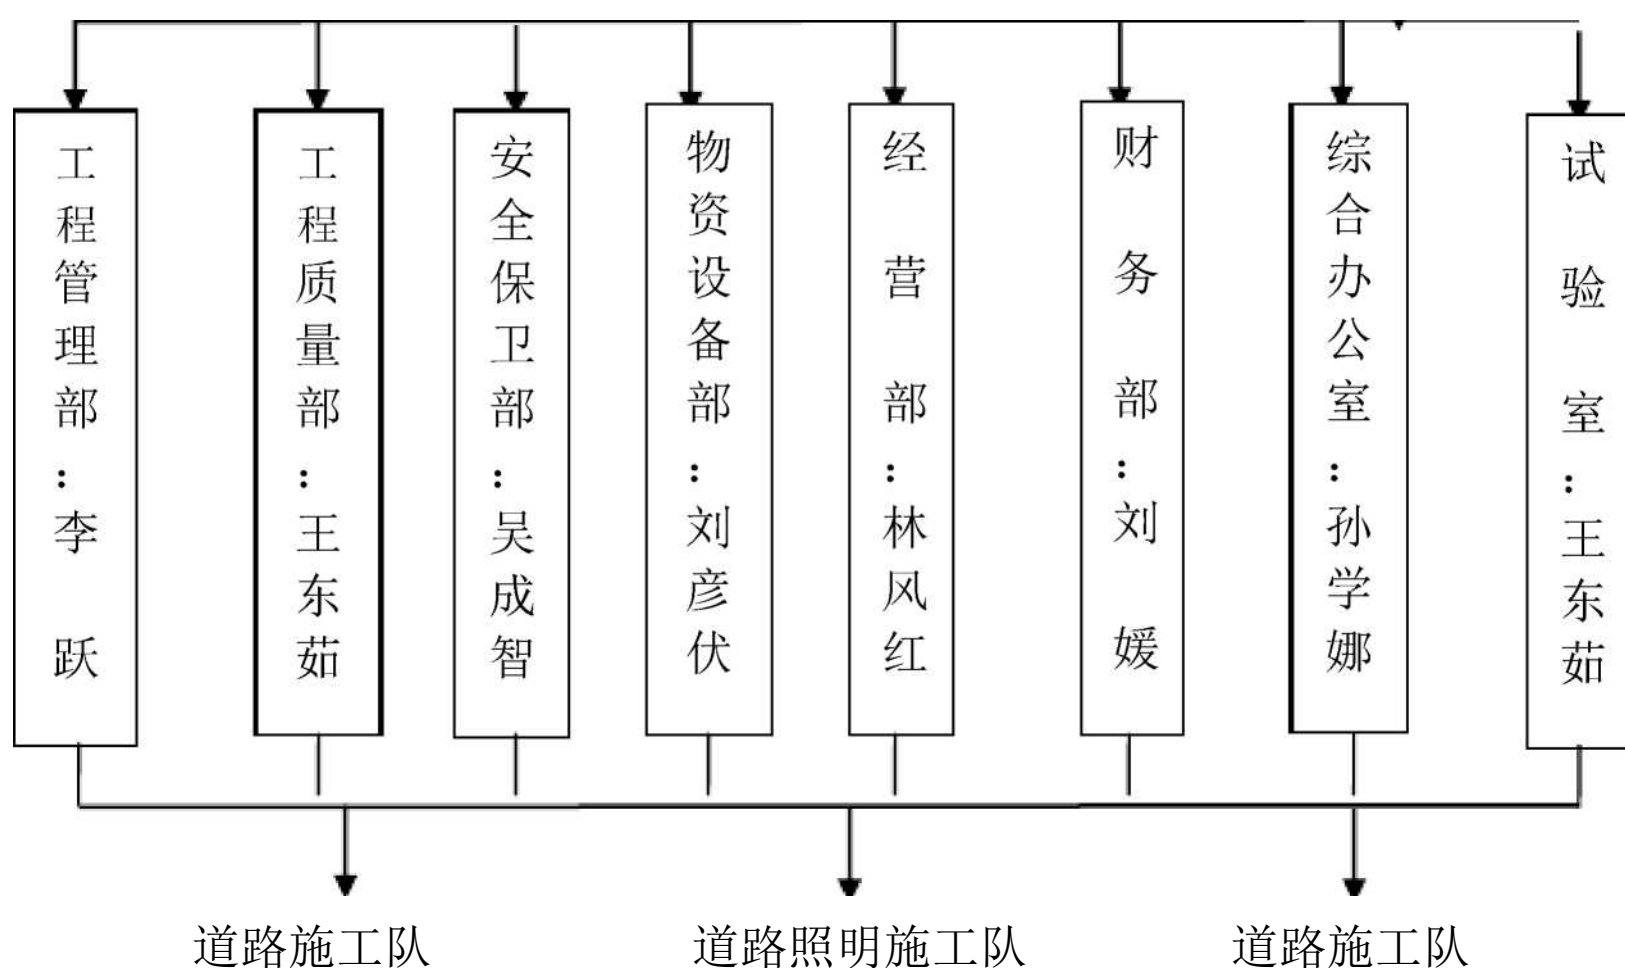 工程管理部：李跃
工程质量部：王东茹
安全保卫部：吴成智
物资设备部：刘彦伏
经营部：林风红
财务部：刘媛
综合办公室：孙学娜
试验室：王东茹
道路施工队
道路照明施工队
道路施工队